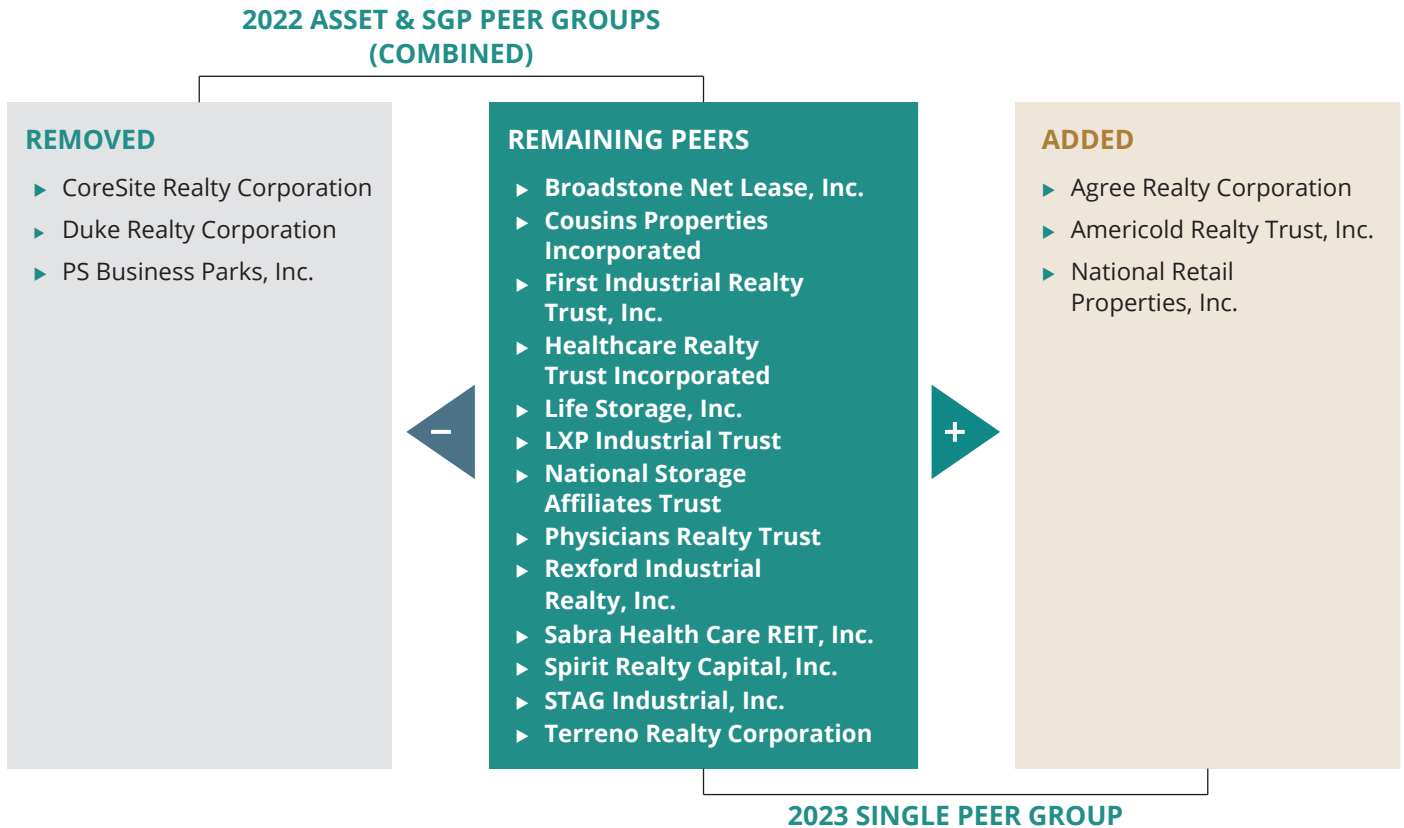 2022 ASSET & SGP PEER GROUPS
(COMBINED)
REMOVED
CoreSite Realty Corporation
Duke Realty Corporation
PS Business Parks, Inc.
–
REMAINING PEERS
Broadstone Net Lease, Inc.
Cousins Properties
Incorporated
First Industrial Realty
Trust, Inc.
Healthcare Realty
Trust Incorporated
Life Storage, Inc.
LXP Industrial Trust
National Storage
Affiliates Trust
Physicians Realty Trust
Rexford Industrial
Realty, Inc.
Sabra Health Care REIT, Inc.
Spirit Realty Capital, Inc.
STAG Industrial, Inc.
Terreno Realty Corporation
+
ADDED
Agree Realty Corporation
Americold Realty Trust, Inc.
National Retail
Properties, Inc.
2023 SINGLE PEER GROUP